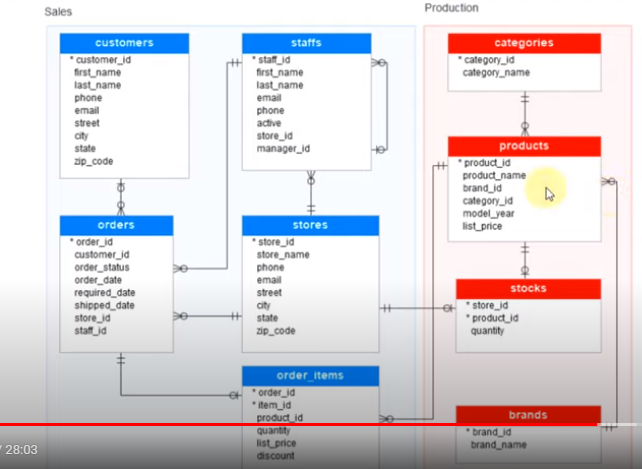 Sales
Production
customers
* customer_id
first_name
last_name
phone
email
street
city
state
zip_code
staffs
* staff_id
first_name
last_name
email
phone
active
store_id
manager_id
categories
* category_id
category_name
products
* product_id
product_name
brand_id
category_id
model_year
list_price
orders
* order_id
customer_id
order_status
order_date
required_date
shipped_date
store_id
staff_id
stores
* store_id
store_name
phone
email
street
city
state
zip_code
stocks
* store_id
* product_id
quantity
order_items
* order_id
* item_id
product_id
quantity
list_price
discount
brands
* brand_id
brand_name
/ 28:03